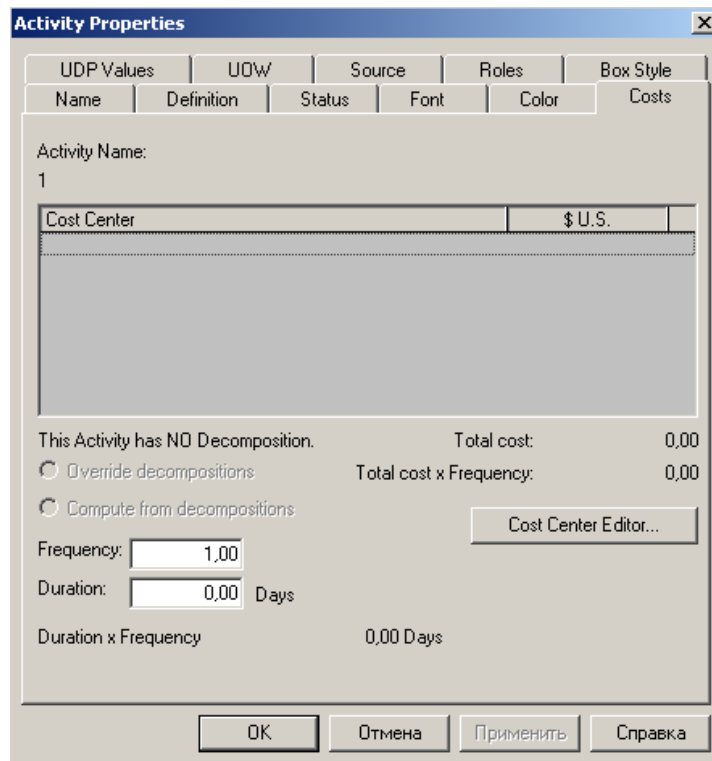 Activity Properties
UDP Values UOW Source Roles Box Style
Name Definition Status Font Color Costs
Activity Name:
1
Cost Center $ U.S.
This Activity has NO Decomposition. Total cost: 0,00
Override decompositions Total cost x Frequency: 0,00
Compute from decompositions
Cost Center Editor...
Frequency: 1,00
Duration: 0,00 Days
Duration x Frequency 0,00 Days
OK Отмена Применить Справка